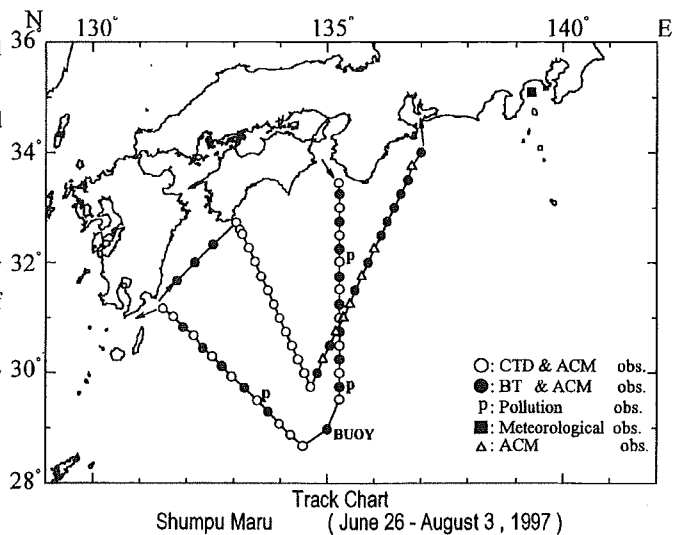 N 130° 135° 140° E
36°
34°
p
32°
○: CTD & ACM obs.
30°
●: BT & ACM obs.
p
p
p: Pollution obs.
■: Meteorological obs.
BUOY
△: ACM obs.
28°
Track Chart
Shumpu Maru ( June 26 - August 3 , 1997 )